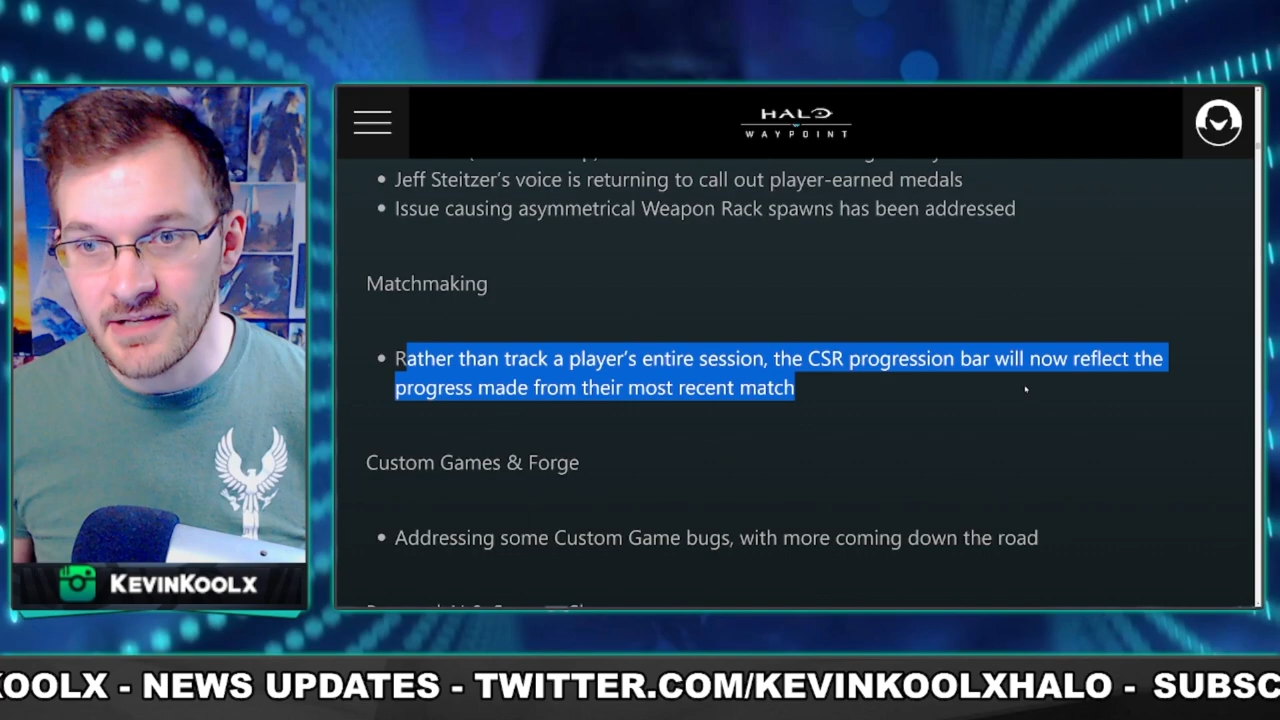 HALO
WAYPOINT
• Jeff Steitzer's voice is returning to call out player-earned medals
• Issue causing asymmetrical Weapon Rack spawns has been addressed
Matchmaking
• Rather than track a player's entire session, the CSR progression bar will now reflect the
progress made from their most recent match
Custom Games & Forge
• Addressing some Custom Game bugs, with more coming down the road
KEVINKOOLX
KOOLX - NEWS UPDATES - TWITTER.COM/KEVINKOOLXHALO - SUBSC